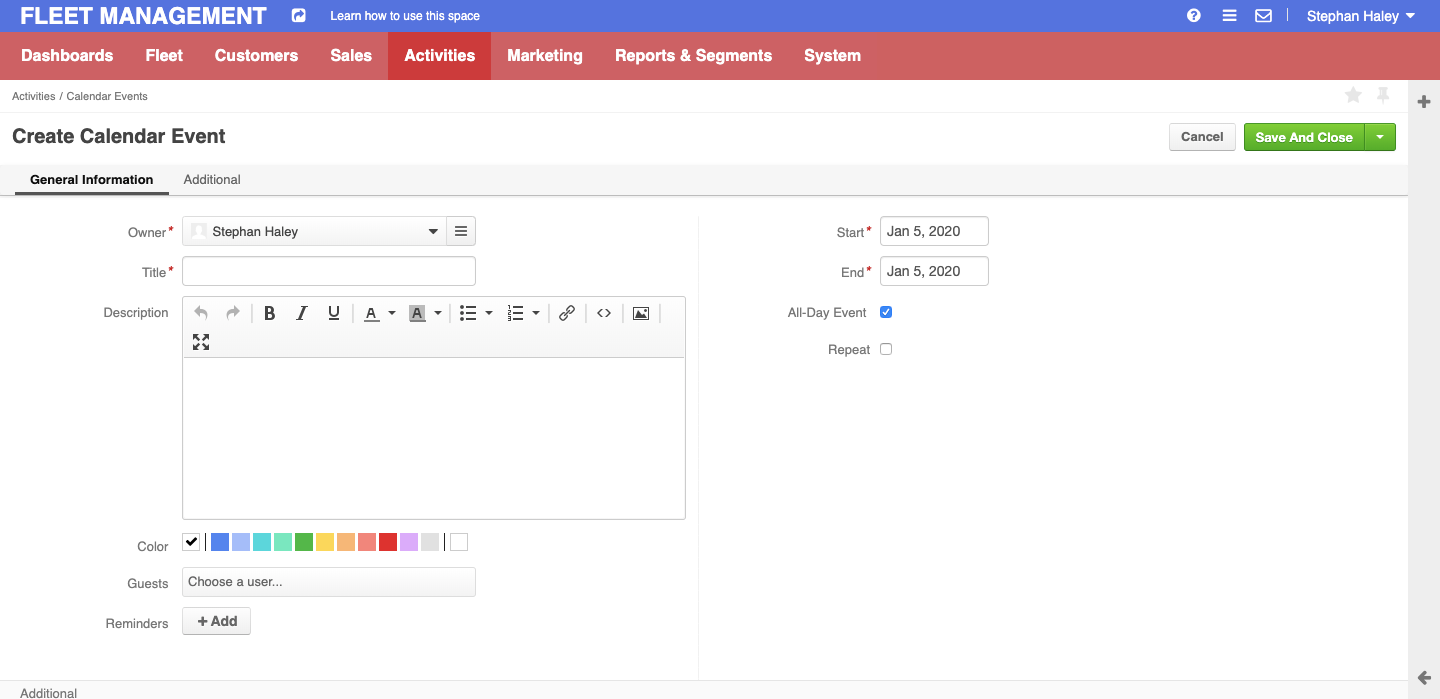 FLEET MANAGEMENT Learn how to use this space Stephan Haley
Dashboards Fleet Customers Sales Activities Marketing Reports & Segments System
Activities / Calendar Events
Create Calendar Event
Cancel Save And Close
General Information Additional
Owner* Stephan Haley
Title*
Description
B I U A A <>
Color
Guests Choose a user...
Reminders + Add
Start* Jan 5, 2020
End* Jan 5, 2020
All-Day Event
Repeat
Additional